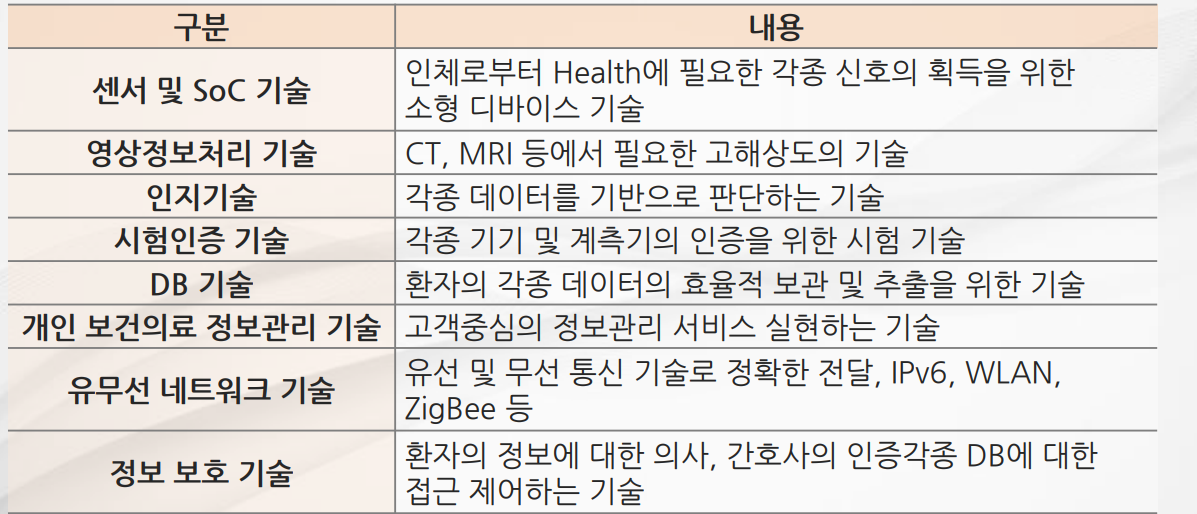 구분
내용
센서 및 SoC 기술
인체로부터 Health에 필요한 각종 신호의 획득을 위한
소형 디바이스 기술
영상정보처리 기술
CT, MRI 등에서 필요한 고해상도의 기술
인지기술
각종 데이터를 기반으로 판단하는 기술
시험인증 기술
각종 기기 및 계측기의 인증을 위한 시험 기술
DB 기술
환자의 각종 데이터의 효율적 보관 및 추출을 위한 기술
개인 보건의료 정보관리 기술
고객중심의 정보관리 서비스 실현하는 기술
유무선 네트워크 기술
유선 및 무선 통신 기술로 정확한 전달, IPv6, WLAN,
ZigBee 등
정보 보호 기술
환자의 정보에 대한 의사, 간호사의 인증각종 DB에 대한
접근 제어하는 기술